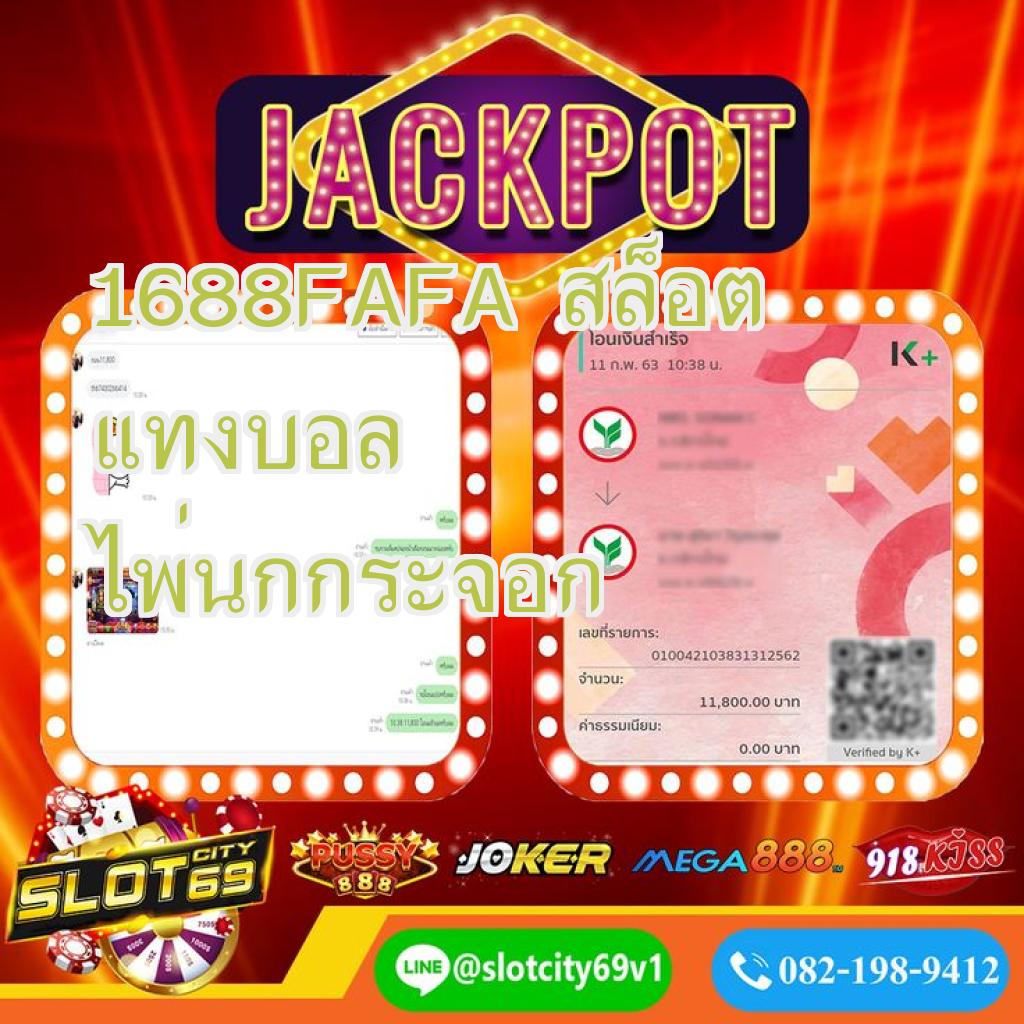 JACKPOT
1688FAFA สล็อต
แทงบอล
ไพ่นกกระจอก
โอนเงินสำเร็จ
11 ก.พ. 63 10:38 น.
K+
เลขที่รายการ:
010042103831312562
จำนวน:
11,800.00 บาท
ค่าธรรมเนียม:
0.00 บาท
Verified by K+
SLOT CITY 69
PUSSY 888
JOKER
MEGA888
918KISS
LINE @slotcity69v1
082-198-9412